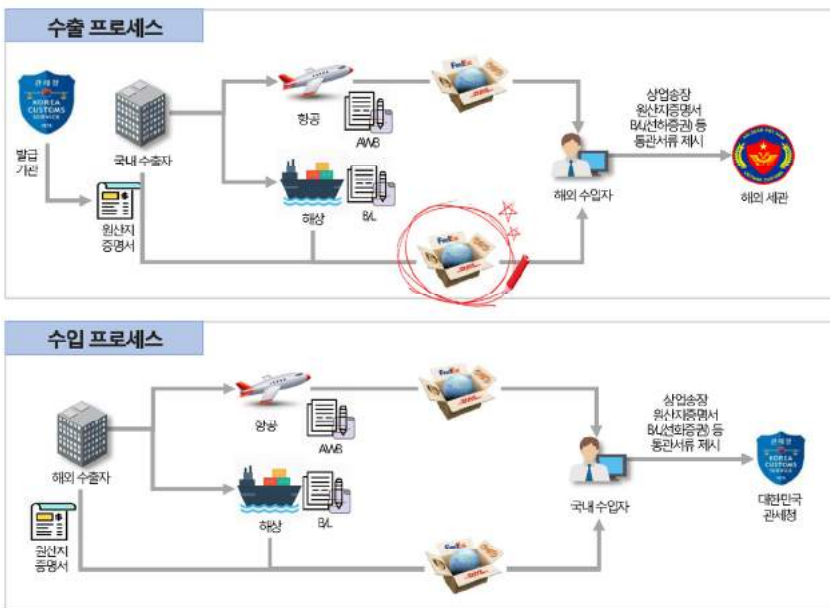 수출 프로세스
관세청
KOREA
CUSTOMS
SERVICE
발급
기관
국내 수출자
원산지
증명서
항공
AWB
해상
B/L
FedEx
FedEx
해외 수입자
상업송장
원산지증명서
B/L(선하증권) 등
통관서류 제시
해외 세관
수입 프로세스
해외 수출자
원산지
증명서
항공
AWB
해상
B/L
FedEx
FedEx
국내 수입자
상업송장
원산지증명서
B/L(선화증권) 등
통관서류 제시
관세청
KOREA
CUSTOMS
SERVICE
대한민국
관세청